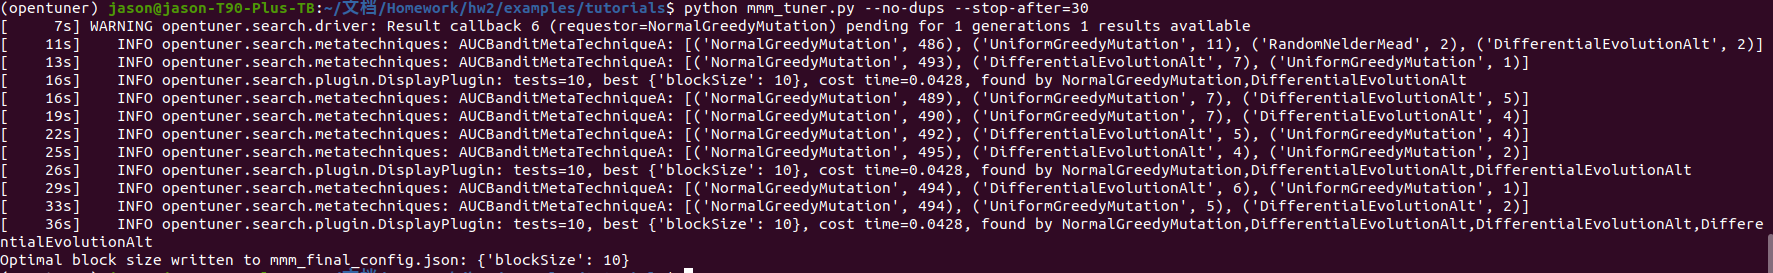 (opentuner) jason@jason-T90-Plus-TB:~/文档/Homework/hw2/examples/tutorials$ python mmm_tuner.py --no-dups --stop-after=30
[     7s] WARNING opentuner.search.driver: Result callback 6 (requestor=NormalGreedyMutation) pending for 1 generations 1 results available
[    11s]    INFO opentuner.search.metatechniques: AUCBanditMetaTechniqueA: [('NormalGreedyMutation', 486), ('UniformGreedyMutation', 11), ('RandomNelderMead', 2), ('DifferentialEvolutionAlt', 2)]
[    13s]    INFO opentuner.search.metatechniques: AUCBanditMetaTechniqueA: [('NormalGreedyMutation', 493), ('DifferentialEvolutionAlt', 7), ('UniformGreedyMutation', 1)]
[    16s]    INFO opentuner.search.plugin.DisplayPlugin: tests=10, best {'blockSize': 10}, cost time=0.0428, found by NormalGreedyMutation,DifferentialEvolutionAlt
[    16s]    INFO opentuner.search.metatechniques: AUCBanditMetaTechniqueA: [('NormalGreedyMutation', 489), ('UniformGreedyMutation', 7), ('DifferentialEvolutionAlt', 5)]
[    19s]    INFO opentuner.search.metatechniques: AUCBanditMetaTechniqueA: [('NormalGreedyMutation', 490), ('UniformGreedyMutation', 7), ('DifferentialEvolutionAlt', 4)]
[    22s]    INFO opentuner.search.metatechniques: AUCBanditMetaTechniqueA: [('NormalGreedyMutation', 492), ('DifferentialEvolutionAlt', 5), ('UniformGreedyMutation', 4)]
[    25s]    INFO opentuner.search.metatechniques: AUCBanditMetaTechniqueA: [('NormalGreedyMutation', 495), ('DifferentialEvolutionAlt', 4), ('UniformGreedyMutation', 2)]
[    26s]    INFO opentuner.search.plugin.DisplayPlugin: tests=10, best {'blockSize': 10}, cost time=0.0428, found by NormalGreedyMutation,DifferentialEvolutionAlt,DifferentialEvolutionAlt
[    29s]    INFO opentuner.search.metatechniques: AUCBanditMetaTechniqueA: [('NormalGreedyMutation', 494), ('DifferentialEvolutionAlt', 6), ('UniformGreedyMutation', 1)]
[    33s]    INFO opentuner.search.metatechniques: AUCBanditMetaTechniqueA: [('NormalGreedyMutation', 494), ('UniformGreedyMutation', 5), ('DifferentialEvolutionAlt', 2)]
[    36s]    INFO opentuner.search.plugin.DisplayPlugin: tests=10, best {'blockSize': 10}, cost time=0.0428, found by NormalGreedyMutation,DifferentialEvolutionAlt,DifferentialEvolutionAlt,Differe
ntialEvolutionAlt
Optimal block size written to mmm_final_config.json: {'blockSize': 10}